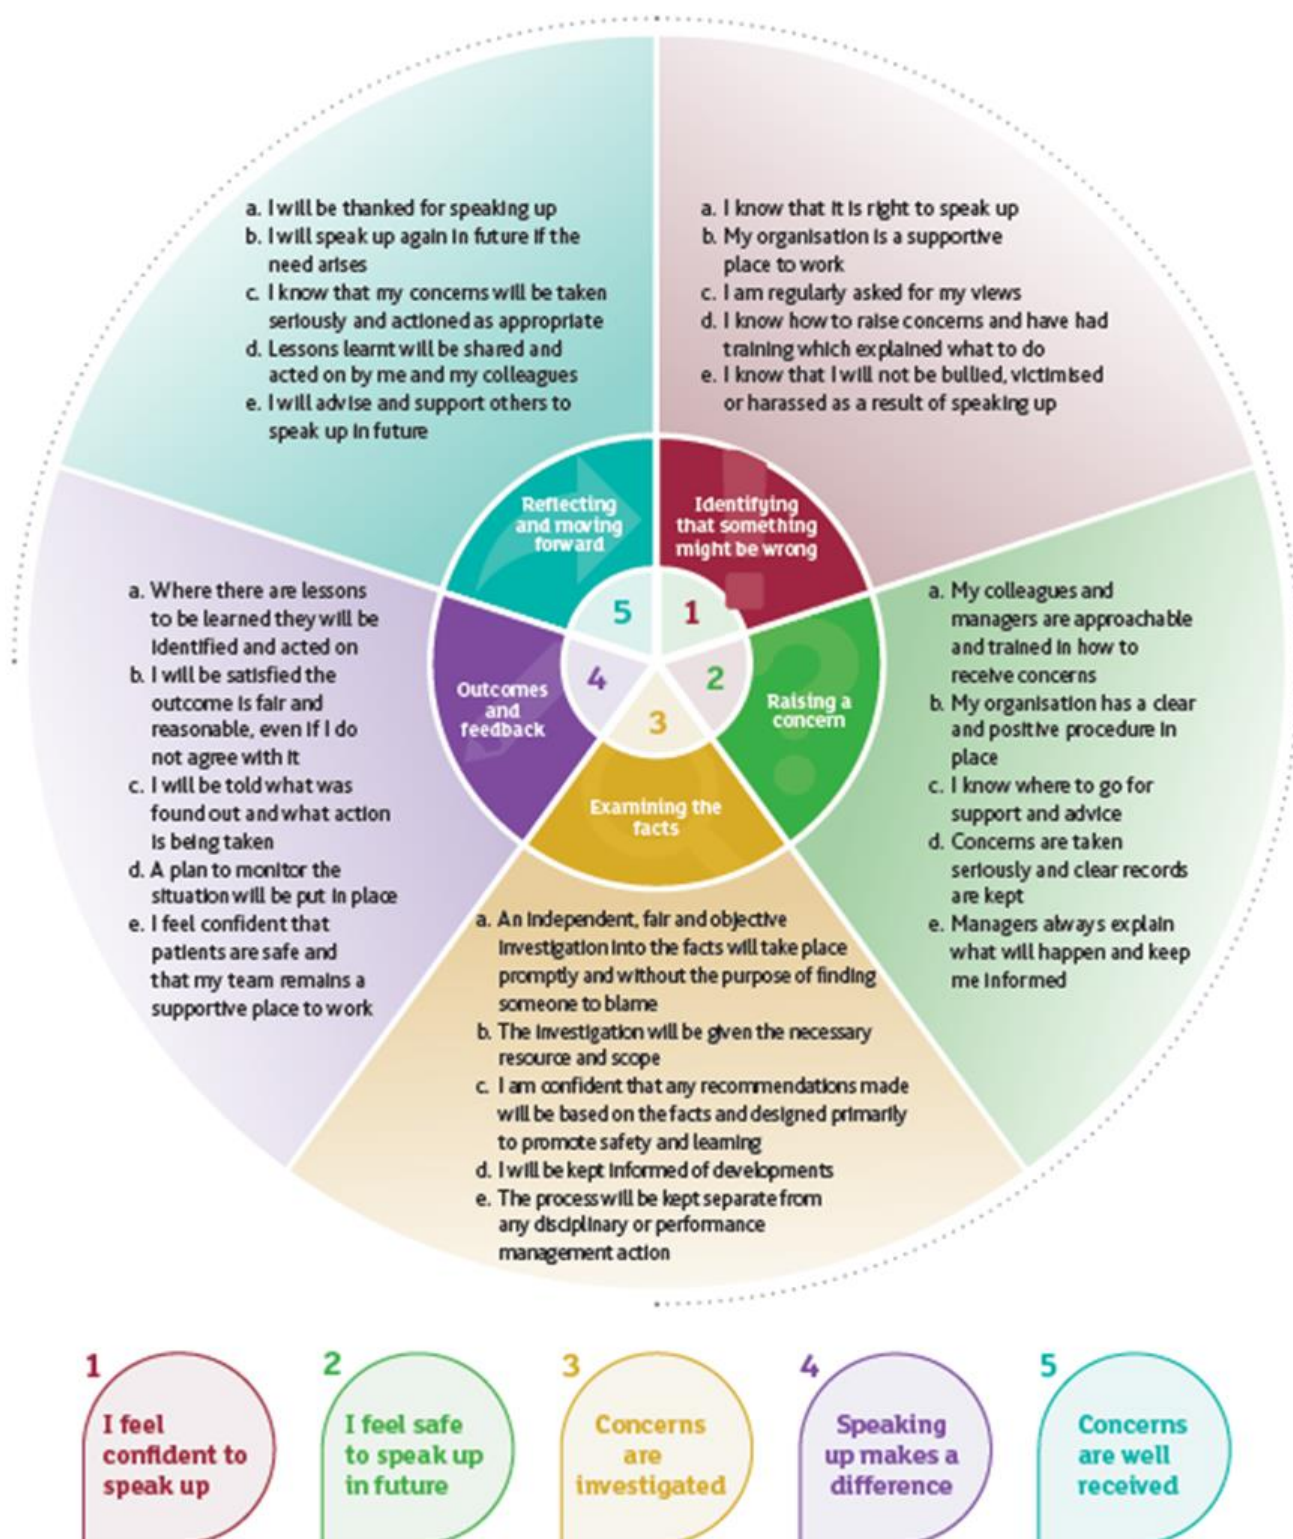 a. I know that it is right to speak up
b. My organisation is a supportive
place to work
c. I am regularly asked for my views
d. I know how to raise concerns and have had
training which explained what to do
e. I know that I will not be bullied, victimised
or harassed as a result of speaking up
Identifying
that something
might be wrong
1
a. My colleagues and
managers are approachable
and trained in how to
receive concerns
b. My organisation has a clear
and positive procedure in
place
c. I know where to go for
support and advice
d. Concerns are taken
seriously and clear records
are kept
e. Managers always explain
what will happen and keep
me informed
Raising a
concern
2
a. An independent, fair and objective
investigation into the facts will take place
promptly and without the purpose of finding
someone to blame
b. The investigation will be given the necessary
resource and scope
c. I am confident that any recommendations made
will be based on the facts and designed primarily
to promote safety and learning
d. I will be kept informed of developments
e. The process will be kept separate from
any disciplinary or performance
management action
Examining the
facts
3
a. Where there are lessons
to be learned they will be
identified and acted on
b. I will be satisfied the
outcome is fair and
reasonable, even if I do
not agree with it
c. I will be told what was
found out and what action
is being taken
d. A plan to monitor the
situation will be put in place
e. I feel confident that
patients are safe and
that my team remains a
supportive place to work
Outcomes
and
feedback
4
a. I will be thanked for speaking up
b. I will speak up again in future if the
need arises
c. I know that my concerns will be taken
seriously and actioned as appropriate
d. Lessons learnt will be shared and
acted on by me and my colleagues
e. I will advise and support others to
speak up in future
Reflecting
and moving
forward
5
1
I feel
confident to
speak up
2
I feel safe
to speak up
in future
3
Concerns
are
investigated
4
Speaking
up makes a
difference
5
Concerns
are well
received